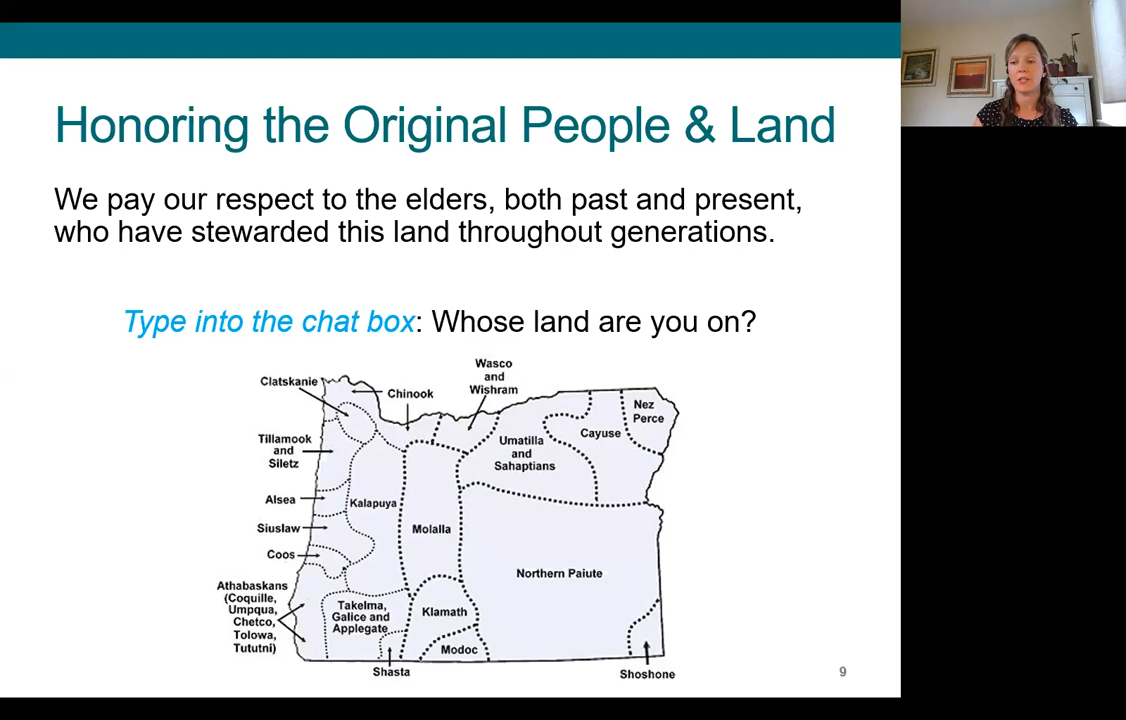 Honoring the Original People & Land
We pay our respect to the elders, both past and present,
who have stewarded this land throughout generations.
Type into the chat box: Whose land are you on?
Wasco
and
Wishram
Clatskanie
Chinook
Nez
Perce
Cayuse
Umatilla
and
Sahaptians
Tillamook
and
Siletz
Alsea
Kalapuya
Siuslaw
Molalla
Coos
Northern Paiute
Athabaskans
(Coquille,
Umpqua,
Chetco,
Tolowa,
Tututni)
Takelma,
Galice and
Applegate
Klamath
Modoc
Shasta
Shoshone
9